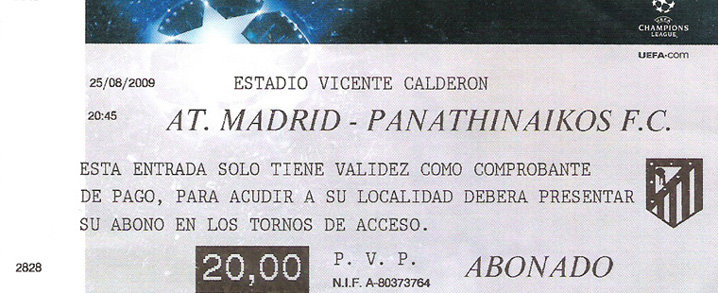 UEFA
CHAMPIONS
LEAGUE
UEFA.com
25/08/2009
ESTADIO VICENTE CALDERON
20:45
AT. MADRID - PANATHINAIKOS F.C.
ESTA ENTRADA SOLO TIENE VALIDEZ COMO COMPROBANTE
DE PAGO, PARA ACUDIR A SU LOCALIDAD DEBERA PRESENTAR
SU ABONO EN LOS TORNOS DE ACCESO.
2828
20,00
P. V. P.
N.I.F. A-80373764
ABONADO